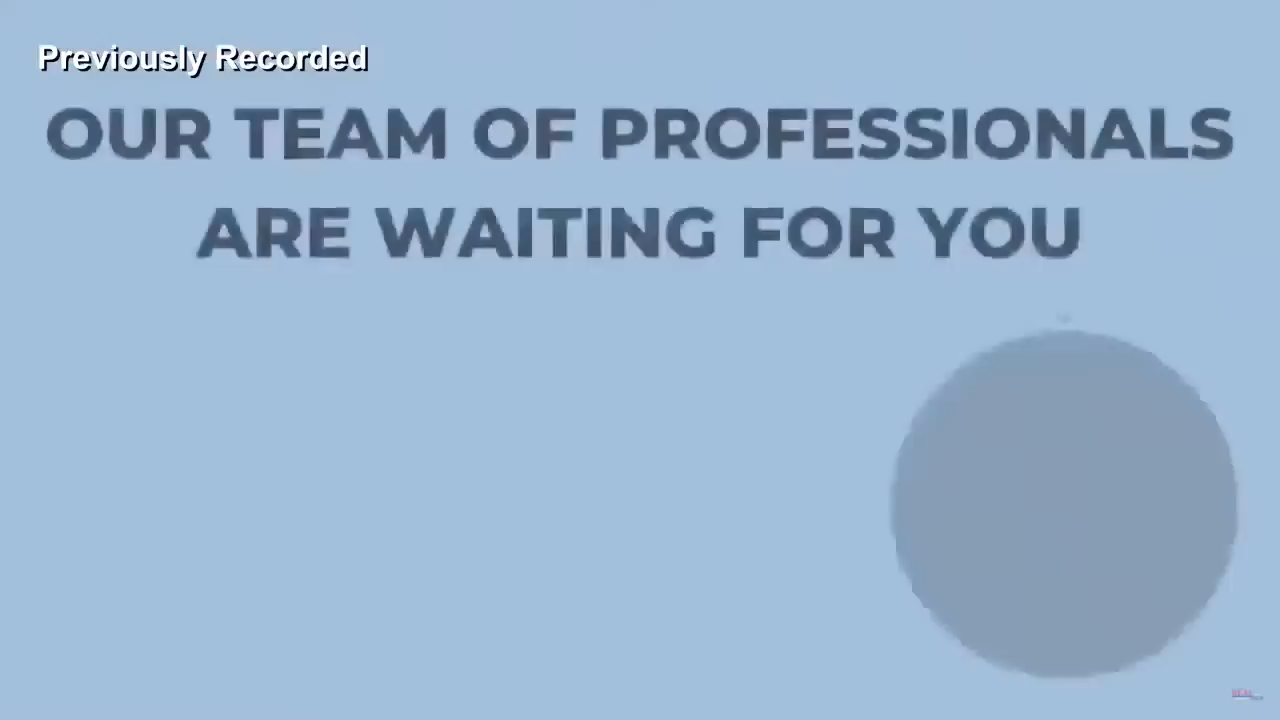 Previously Recorded
OUR TEAM OF PROFESSIONALS
ARE WAITING FOR YOU